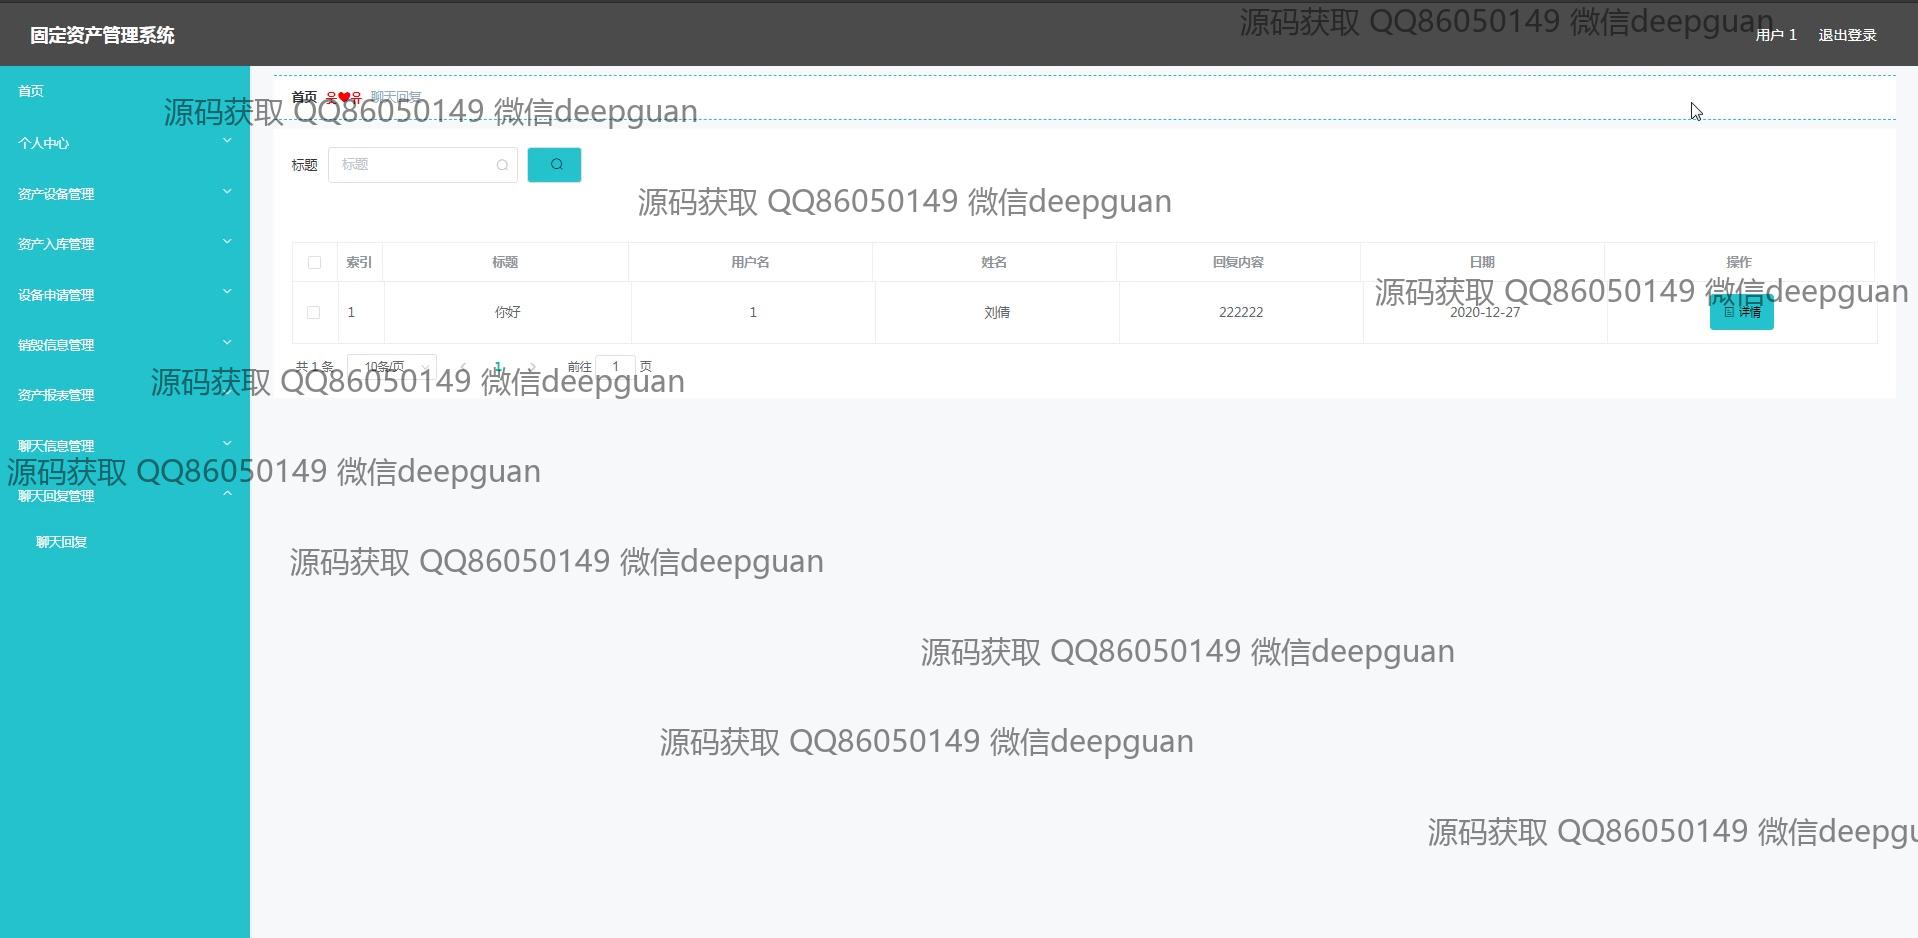 固定资产管理系统
源码获取 QQ86050149 微信deepguan
用户 1 退出登录
首页
首页 웃♥유 聊天回复
源码获取 QQ86050149 微信deepguan
个人中心
标题 标题
资产设备管理
源码获取 QQ86050149 微信deepguan
资产入库管理
索引 标题 用户名 姓名 回复内容 日期 操作
源码获取 QQ86050149 微信deepguan
设备申请管理
1 你好 1 刘倩 222222 2020-12-27 详情
销毁信息管理
共 1 条 10条/页 1 前往 1 页
源码获取 QQ86050149 微信deepguan
资产报表管理
聊天信息管理
源码获取 QQ86050149 微信deepguan
聊天回复管理
聊天回复
源码获取 QQ86050149 微信deepguan
源码获取 QQ86050149 微信deepguan
源码获取 QQ86050149 微信deepguan
源码获取 QQ86050149 微信deepgu